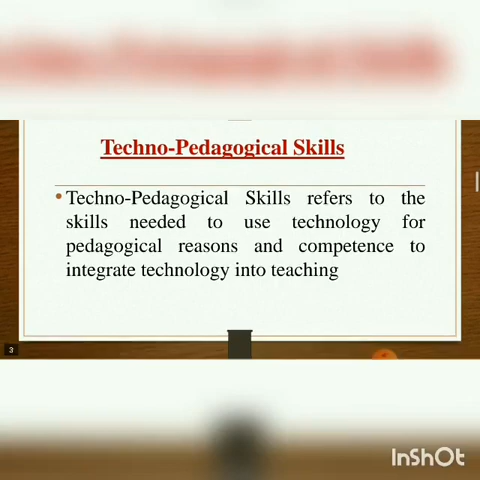 Techno-Pedagogical Skills
• Techno-Pedagogical Skills refers to the
skills needed to use technology for
pedagogical reasons and competence to
integrate technology into teaching
3
InShOt